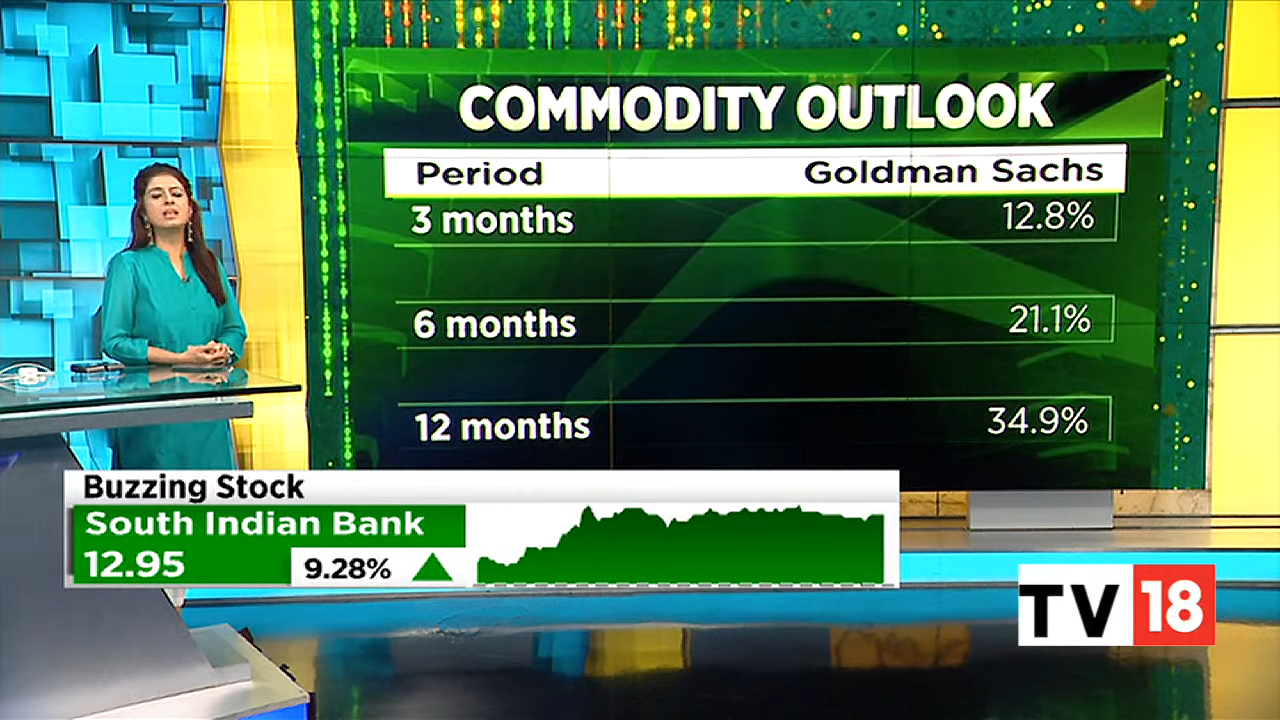 COMMODITY OUTLOOK
Period Goldman Sachs
3 months 12.8%
6 months 21.1%
12 months 34.9%
Buzzing Stock
South Indian Bank
12.95 9.28%
TV18